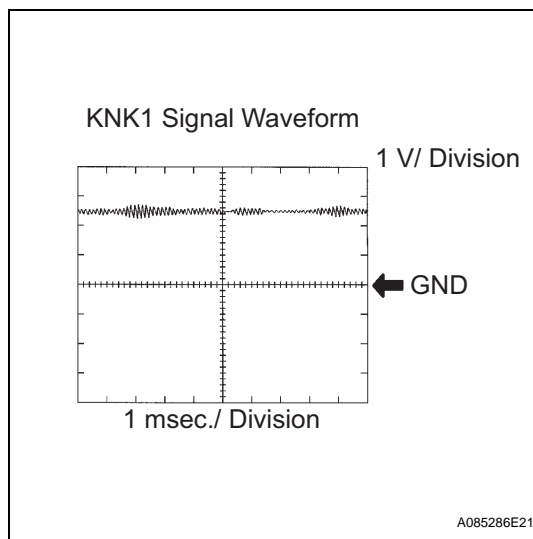 KNK1 Signal Waveform
1 V/ Division
GND
1 msec./ Division
A085286E21